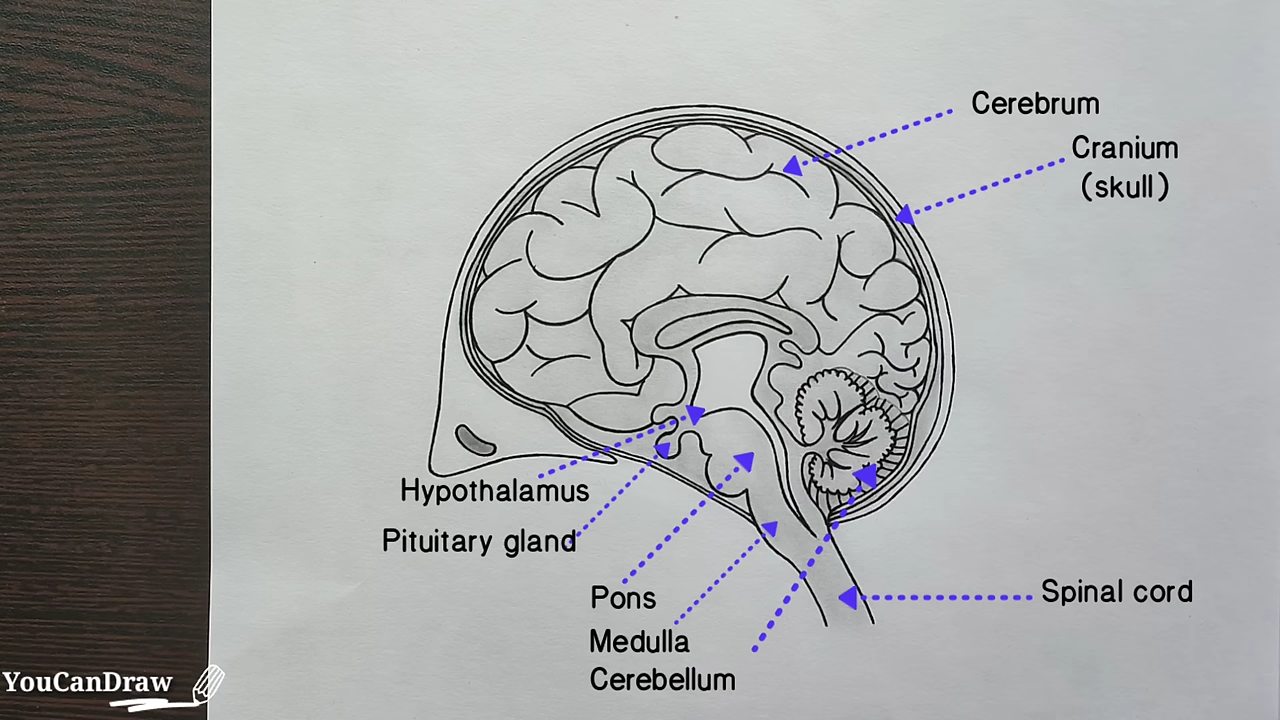 Cerebrum
Cranium
(skull)
Hypothalamus
Pituitary gland
Pons
Medulla
Cerebellum
Spinal cord
YouCanDraw